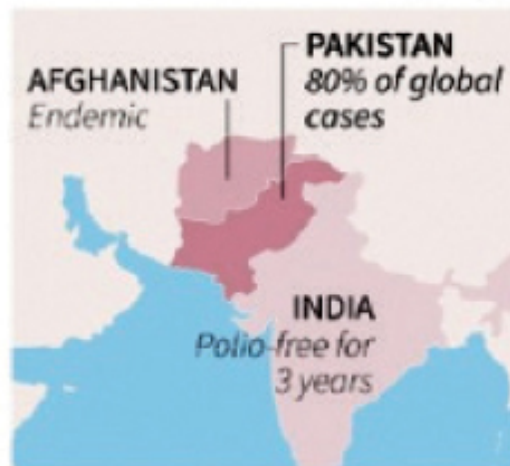 PAKISTAN
80% of global
cases
AFGHANISTAN
Endemic
INDIA
Polio-free for
3 years